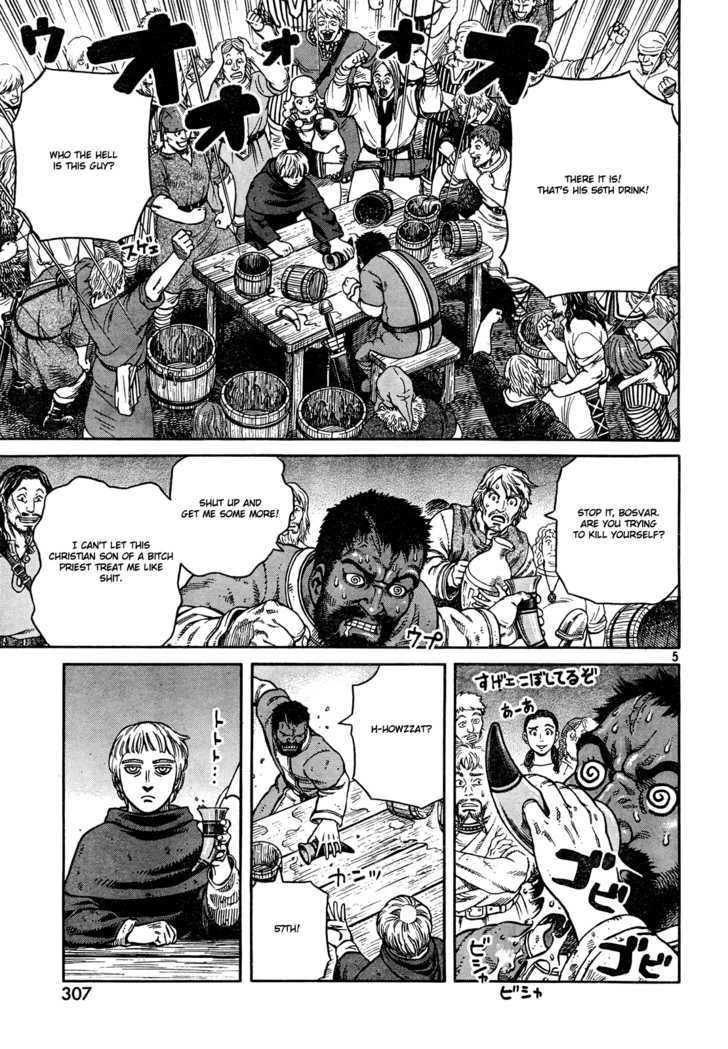 ウオオオオオ
THERE IT IS!
THAT'S HIS 56TH DRINK!
WHO THE HELL
IS THIS GUY?
スゲェ
STOP IT, BOSVAR.
ARE YOU TRYING
TO KILL YOURSELF?
SHUT UP AND
GET ME SOME MORE!
I CAN'T LET THIS
CHRISTIAN SON OF A BITCH
PRIEST TREAT ME LIKE
SHIT.
ウプ
5
すげェこぼしてるぞ
あーあ
ゴビ
ゴビ
ビシャ
ビシャ
H-HOWZZAT?
カンッ
57TH!
トトト…
307